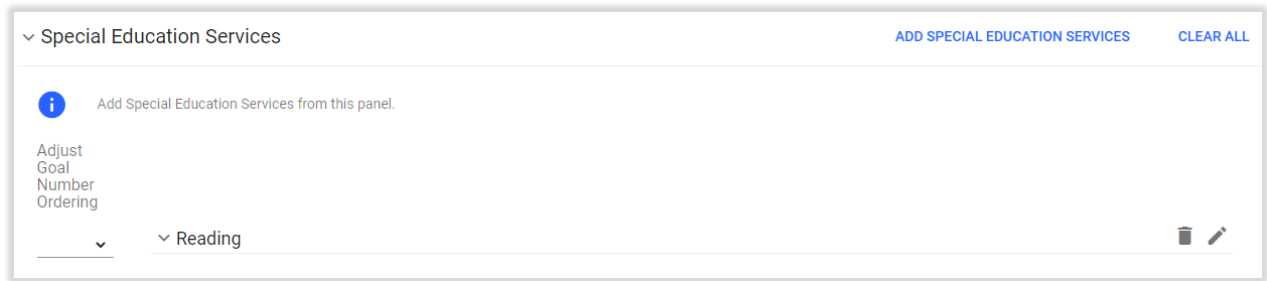 Special Education Services
ADD SPECIAL EDUCATION SERVICES
CLEAR ALL
Add Special Education Services from this panel.
Adjust
Goal
Number
Ordering
Reading